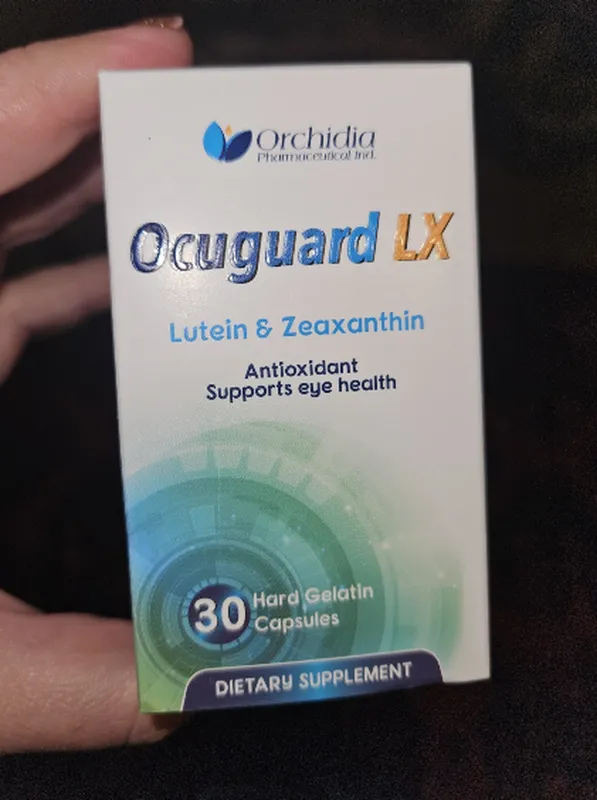 Orchidia
Pharmaceutical Ind.
Ocuguard LX
Lutein & Zeaxanthin
Antioxidant
Supports eye health
30 Hard Gelatin
Capsules
DIETARY SUPPLEMENT